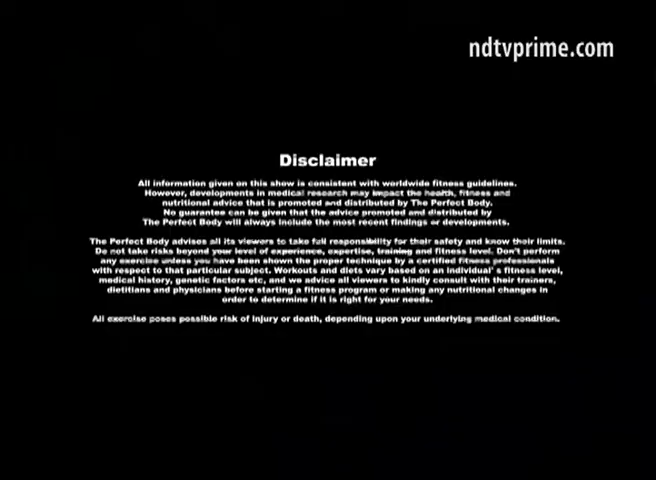 ndtvprime.com
Disclaimer
All information given on this show is consistent with worldwide fitness guidelines.
However, developments in medical research may impact the health, fitness and
nutritional advice that is promoted and distributed by The Perfect Body.
No guarantee can be given that the advice promoted and distributed by
The Perfect Body will always include the most recent findings or developments.
The Perfect Body advises all its viewers to take full responsibility for their safety and know their limits.
Do not take risks beyond your level of experience, expertise, training and fitness level. Don't perform
any exercise unless you have been shown the proper technique by a certified fitness professionals
with respect to that particular subject. Workouts and diets vary based on an individual' s fitness level,
medical history, genetic factors etc, and we advice all viewers to kindly consult with their trainers,
dietitians and physicians before starting a fitness program or making any nutritional changes in
order to determine if it is right for your needs.
All exercise poses possible risk of injury or death, depending upon your underlying medical condition.